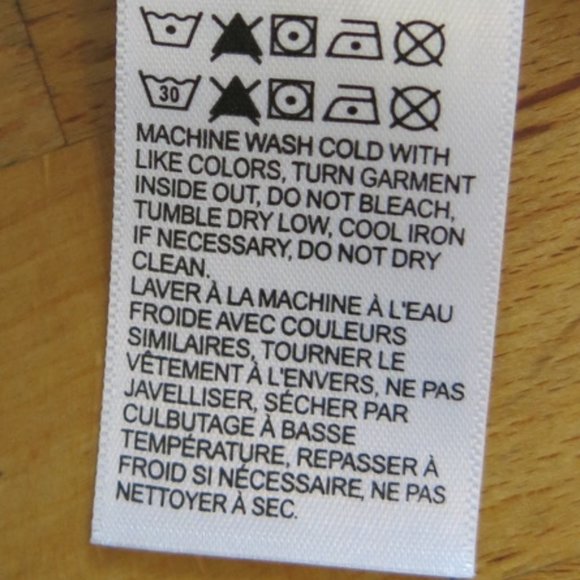 30
MACHINE WASH COLD WITH
LIKE COLORS, TURN GARMENT
INSIDE OUT, DO NOT BLEACH,
TUMBLE DRY LOW, COOL IRON
IF NECESSARY, DO NOT DRY
CLEAN.
LAVER À LA MACHINE À L'EAU
FROIDE AVEC COULEURS
SIMILAIRES, TOURNER LE
VÊTEMENT À L'ENVERS, NE PAS
JAVELLISER, SÉCHER PAR
CULBUTAGE À BASSE
TEMPÉRATURE, REPASSER À
FROID SI NÉCESSAIRE, NE PAS
NETTOYER À SEC.